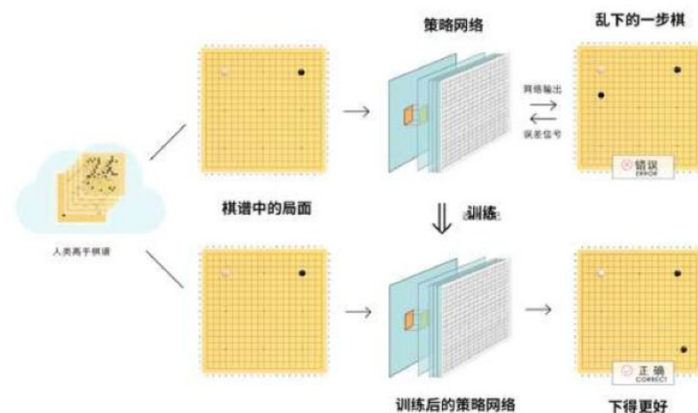 策略网络
乱下的一步棋
网络输出
误差信号
错误
ERROR
棋谱中的局面
训练
人类高手棋谱
正确
CORRECT
训练后的策略网络
下得更好